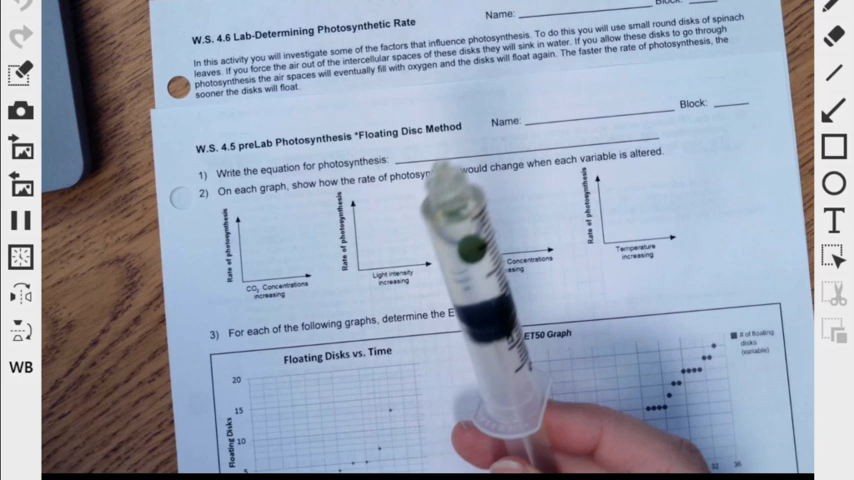 W.S. 4.6 Lab-Determining Photosynthetic Rate
Name:
In this activity you will investigate some of the factors that influence photosynthesis. To do this you will use small round disks of spinach
leaves. If you force the air out of the intercellular spaces of these disks they will sink in water. If you allow these disks to go through
photosynthesis the air spaces will eventually fill with oxygen and the disks will float again. The faster the rate of photosynthesis, the
sooner the disks will float.
W.S. 4.5 preLab Photosynthesis *Floating Disc Method
Name:
Block:
1) Write the equation for photosynthesis:
2) On each graph, show how the rate of would change when each variable is altered.
Rate of photosynthesis
CO₂ Concentrations
increasing
Rate of photosynthesis
Light intensity
increasing
Concentrations
Rate of photosynthesis
Temperature
increasing
3) For each of the following graphs, determine the
Floating Disks vs. Time
Floating Disks
20
15
10
5
ET50 Graph
# of floating
disks
(variable)
32 36
T
WB